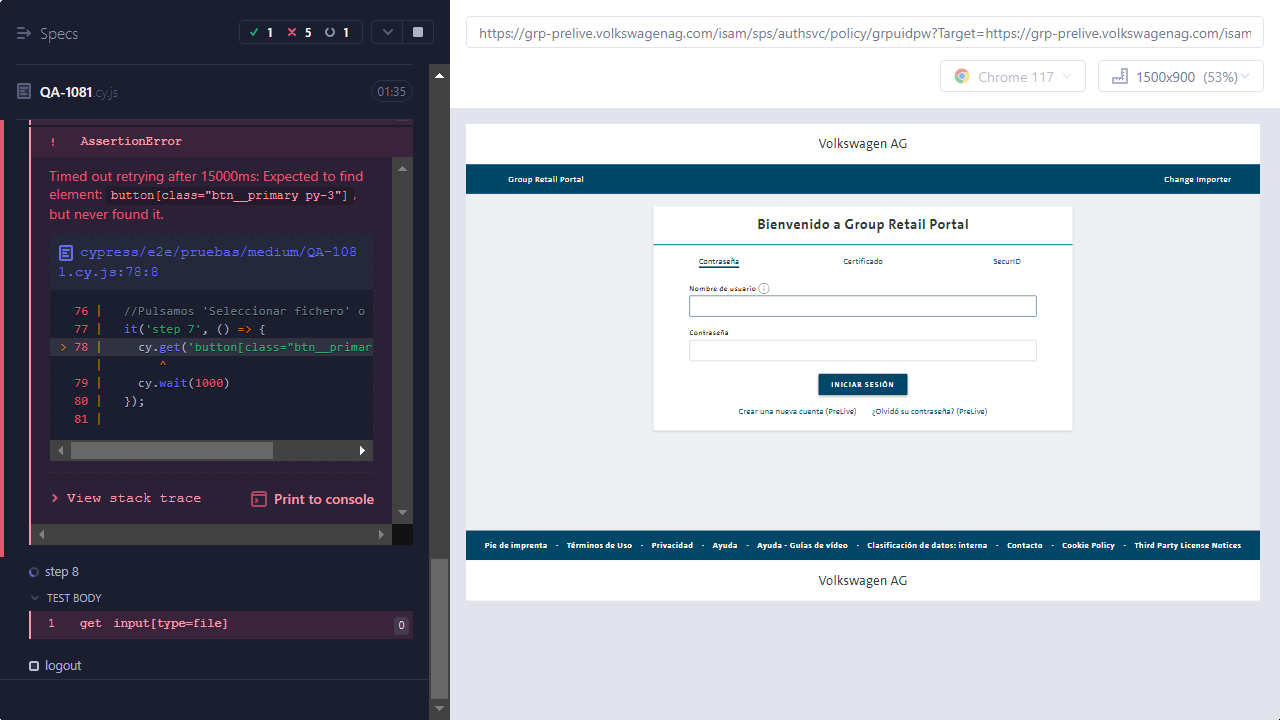 Specs
1 5 1
QA-1081.cy.js
01:35
! AssertionError
Timed out retrying after 15000ms: Expected to find
element: button[class="btn__primary py-3"],
but never found it.
cypress/e2e/pruebas/medium/QA-108
1.cy.js:78:8
76 | //Pulsamos 'Seleccionar fichero' o
77 | it('step 7', () => {
> 78 | cy.get('button[class="btn__primar
| ^
79 | cy.wait(1000)
80 | });
81 |
View stack trace
Print to console
step 8
TEST BODY
1 get input[type=file] 0
logout
https://grp-prelive.volkswagenag.com/isam/sps/authsvc/policy/grpuidpw?Target=https://grp-prelive.volkswagenag.com/isam
Chrome 117
1500x900 (53%)
Volkswagen AG
Group Retail Portal
Change Importer
Bienvenido a Group Retail Portal
Contraseña
Certificado
SecurID
Nombre de usuario
Contraseña
INICIAR SESIÓN
Crear una nueva cuenta (PreLive)
¿Olvidó su contraseña? (PreLive)
Pie de imprenta - Términos de Uso - Privacidad - Ayuda - Ayuda - Guías de vídeo - Clasificación de datos: interna - Contacto - Cookie Policy - Third Party License Notices
Volkswagen AG